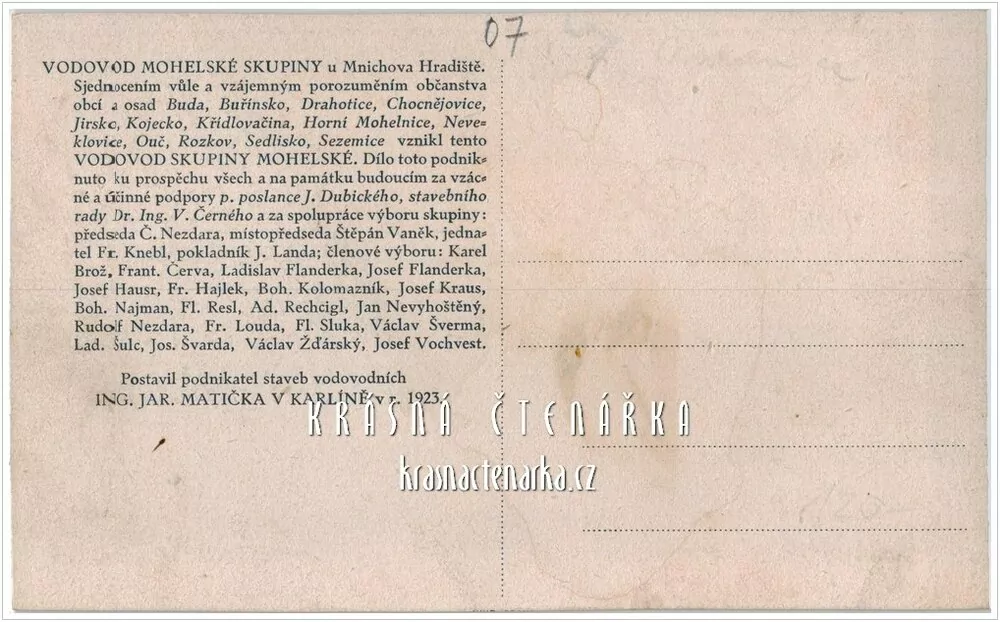 07
VODOVOD MOHELSKÉ SKUPINY u Mnichova Hradiště.
Sjednocením vůle a vzájemným porozuměním občanstva
obcí a osad Buda, Buřínsko, Drahotice, Chocnějovice,
Jirsko, Kojecko, Křídlovačina, Horní Mohelnice, Neve-
klovice, Ouč, Rozkov, Sedlisko, Sezemice vznikl tento
VODOVOD SKUPINY MOHELSKÉ. Dílo toto podnik-
nuto ku prospěchu všech a na památku budoucím za vzác-
né a účinné podpory p. poslance J. Dubického, stavebního
rady Dr. Ing. V. Černého a za spolupráce výboru skupiny:
předseda Č. Nezdara, místopředseda Štěpán Vaněk, jedna-
tel Fr. Knebl, pokladník J. Landa; členové výboru: Karel
Brož, Frant. Červa, Ladislav Flanderka, Josef Flanderka,
Josef Hausr, Fr. Hajlek, Boh. Kolomazník, Josef Kraus,
Boh. Najman, Fl. Resl, Ad. Rechcigl, Jan Nevyhoštěný,
Rudolf Nezdara, Fr. Louda, Fl. Sluka, Václav Šverma,
Lad. Šulc, Jos. Švarda, Václav Žďárský, Josef Vochvest.
Postavil podnikatel staveb vodovodních
ING. JAR. MATIČKA V KARLÍNĚ v r. 1923.
KRÁSNÁ ČTENÁŘKA
krasnactenarka.cz